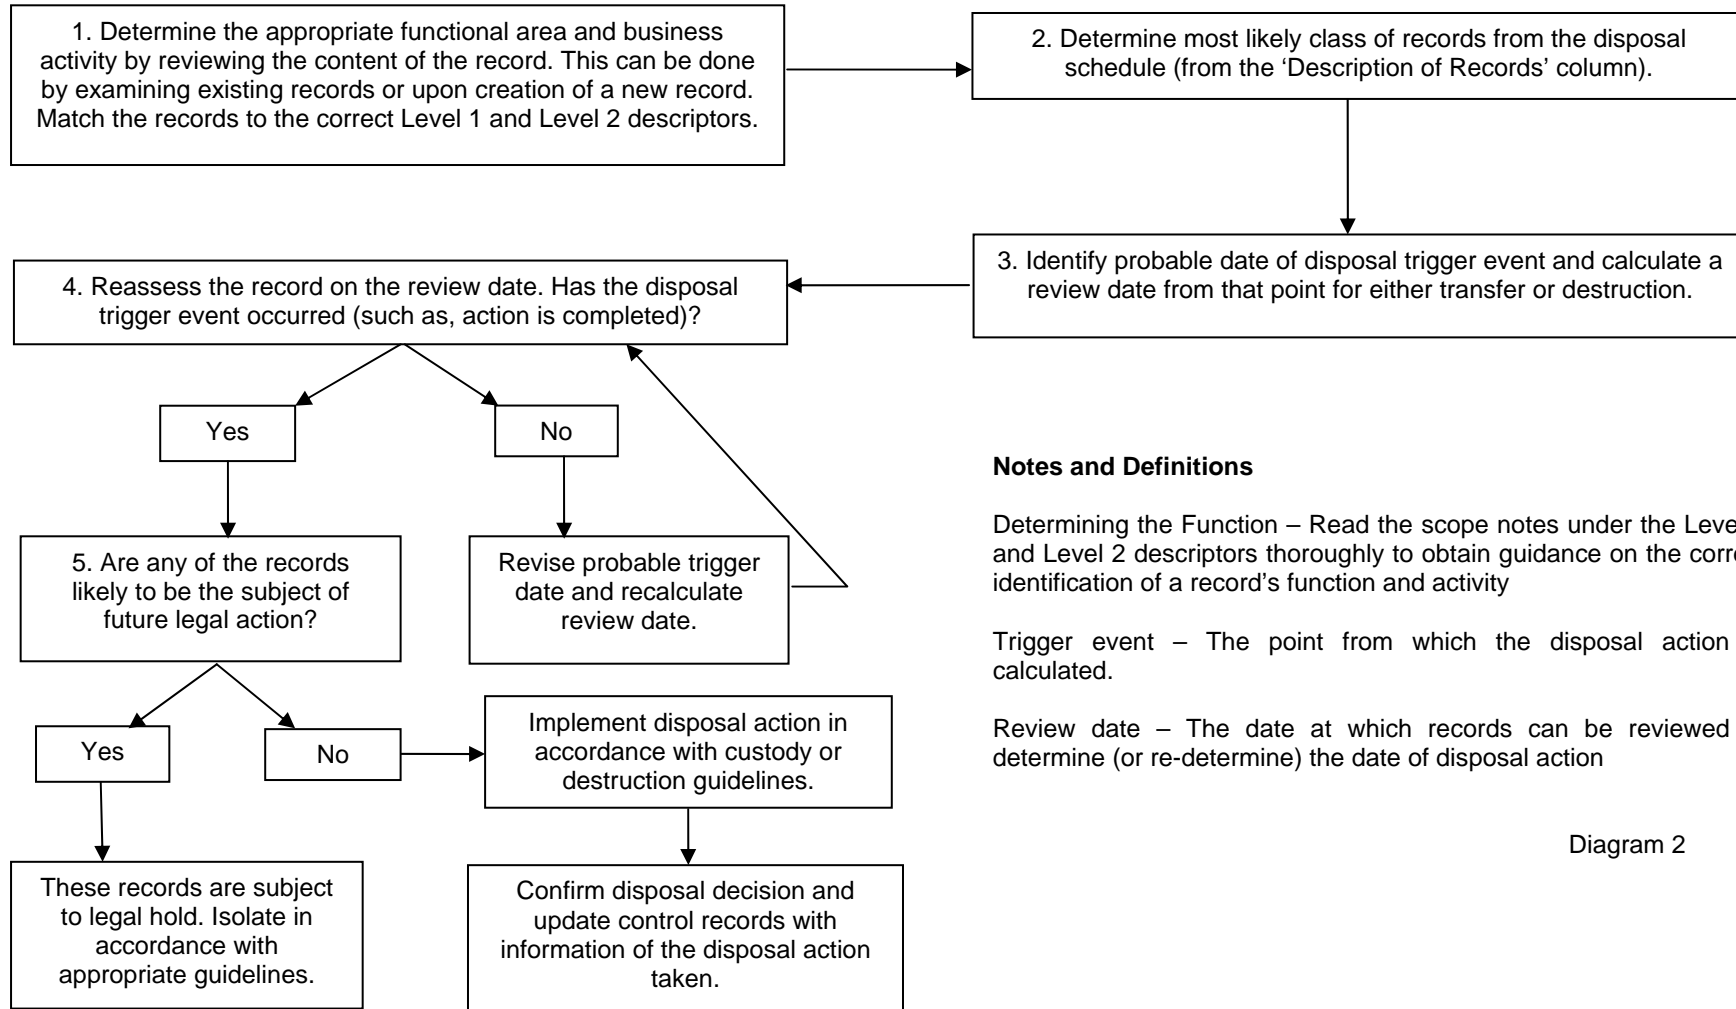 1. Determine the appropriate functional area and business
activity by reviewing the content of the record. This can be done
by examining existing records or upon creation of a new record.
Match the records to the correct Level 1 and Level 2 descriptors.
2. Determine most likely class of records from the disposal
schedule (from the ‘Description of Records’ column).
3. Identify probable date of disposal trigger event and calculate a
review date from that point for either transfer or destruction.
4. Reassess the record on the review date. Has the disposal
trigger event occurred (such as, action is completed)?
Yes
No
5. Are any of the records
likely to be the subject of
future legal action?
Revise probable trigger
date and recalculate
review date.
Yes
No
Implement disposal action in
accordance with custody or
destruction guidelines.
These records are subject
to legal hold. Isolate in
accordance with
appropriate guidelines.
Confirm disposal decision and
update control records with
information of the disposal action
taken.
Notes and Definitions
Determining the Function – Read the scope notes under the Leve
and Level 2 descriptors thoroughly to obtain guidance on the corre
identification of a record’s function and activity
Trigger event – The point from which the disposal action
calculated.
Review date – The date at which records can be reviewed
determine (or re-determine) the date of disposal action
Diagram 2